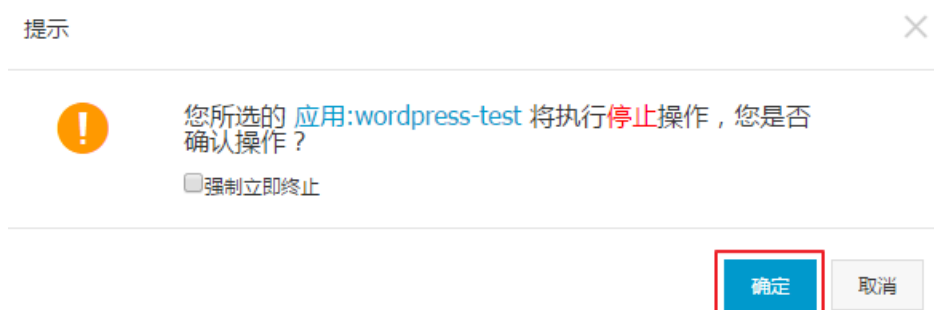 提示
您所选的 应用:wordpress-test 将执行停止操作，您是否
确认操作？
强制立即终止
确定 取消